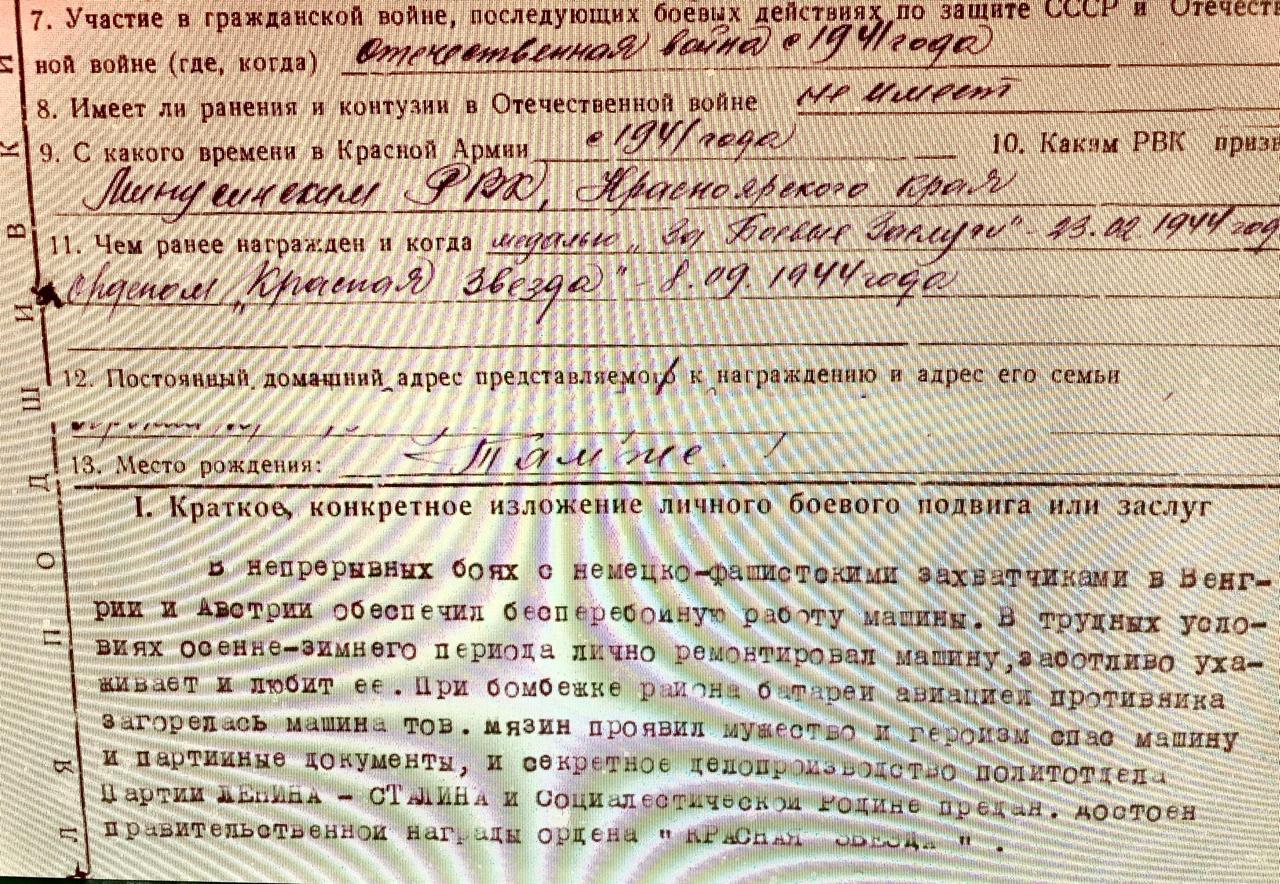 7. Участие в гражданской войне, последующих боевых действиях по защите СССР и Отечеств
ной войне (где, когда) Отечественная война с 1941 года
8. Имеет ли ранения и контузии в Отечественной войне не имеет
9. С какого времени в Красной Армии с 1941 года 10. Каким РВК призв
Минусинским РВК, Красноярского края
11. Чем ранее награжден и когда медалью „За Боевые Заслуги" - 23.02 1944 год
орденом „Красная Звезда" - 8.09.1944 года
12. Постоянный домашний адрес представляемого к награждению и адрес его семьи
13. Место рождения: Там же.
I. Краткое, конкретное изложение личного боевого подвига или заслуг
В непрерывных боях с немецко-фашистокими захватчиками в Венг-
рии и Австрии обеспечил бесперебойную работу машины. В трудных усло-
виях осенне-зимнего периода лично ремонтировал машину,заботливо уха-
живает и любит ее. При бомбежке района батареи авиацией противника
загорелась машина тов. мязин проявил мужество и героизм спас машину
и партийные документы, и секретное делопроизводство политотдела
Партии ЛЕНИНА - СТАЛИНА и Социалестической Родине предан. достоен
правительственной награды ордена " КРАСНАЯ ЗВЕЗДА ".
Л Я П О Д Ш И В К И